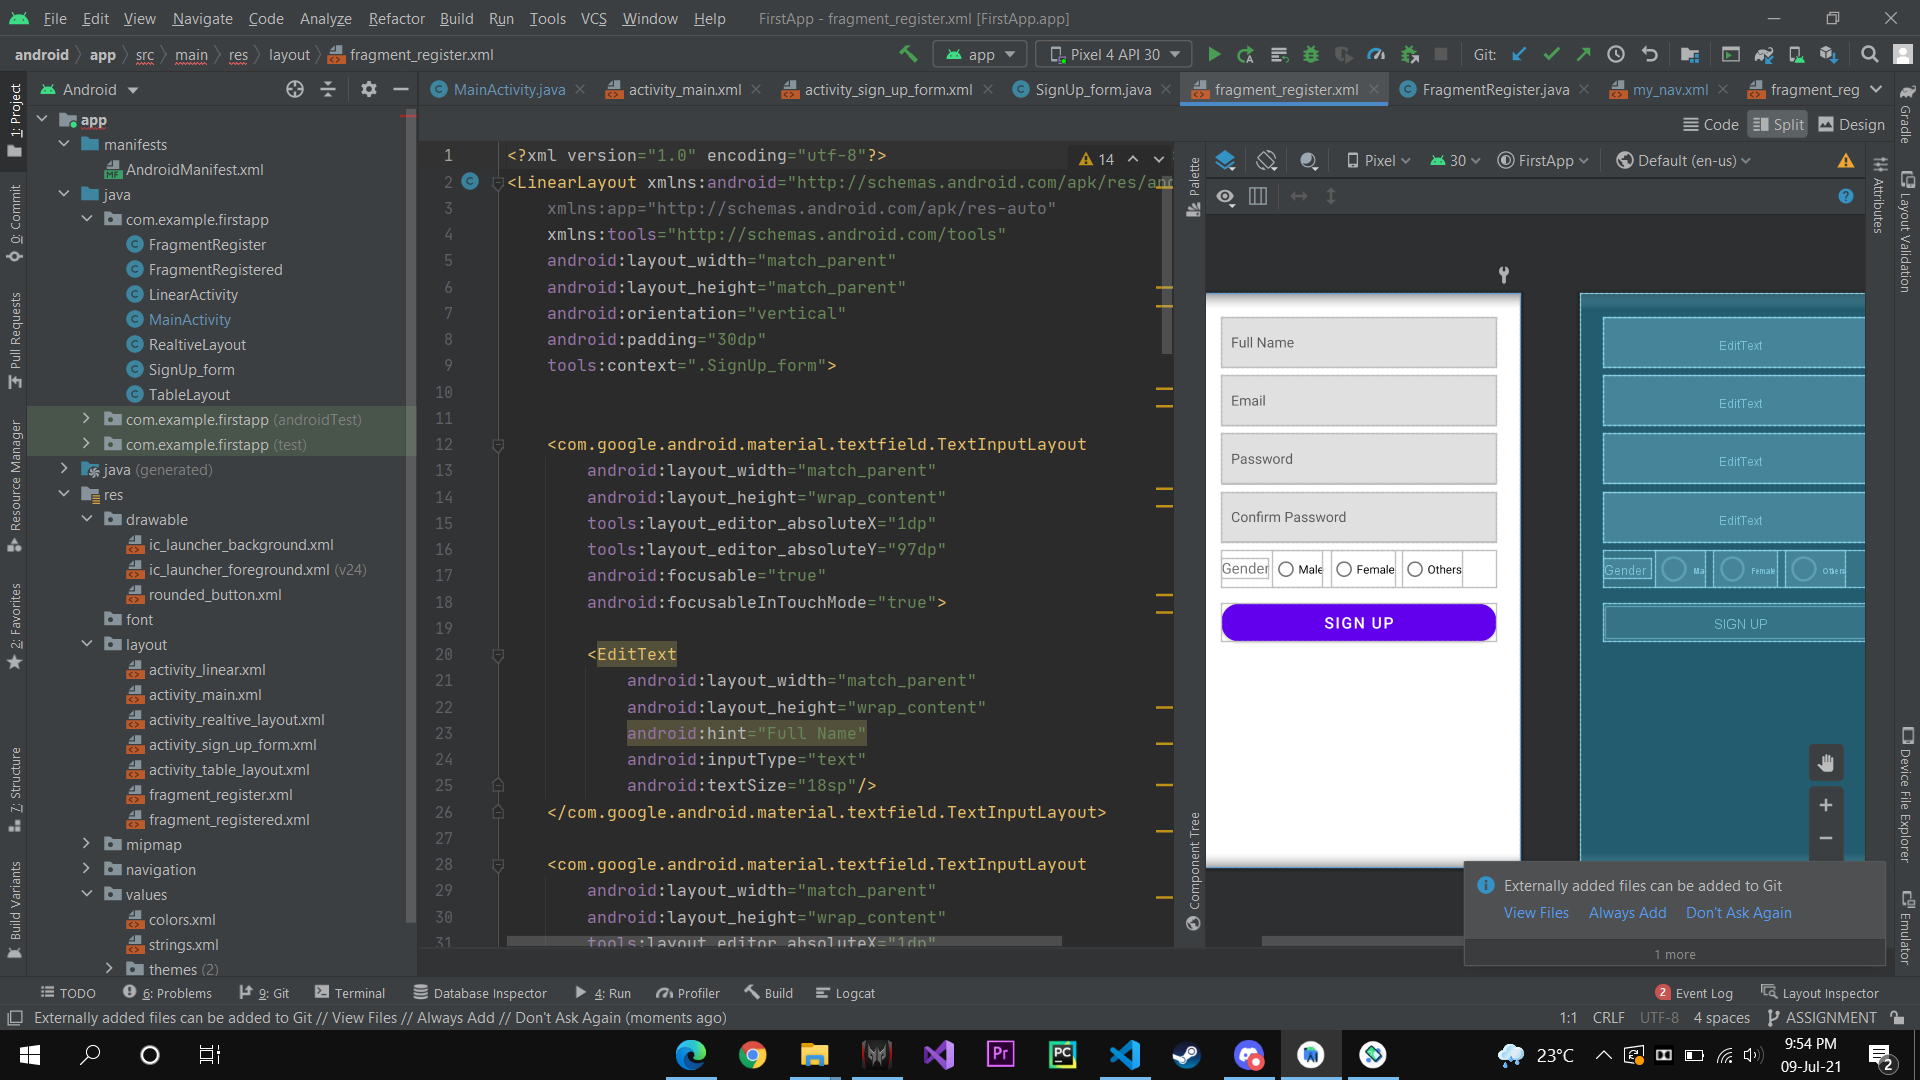 File Edit View Navigate Code Analyze Refactor Build Run Tools VCS Window Help FirstApp - fragment_register.xml [FirstApp.app]
android app src main res layout fragment_register.xml app Pixel 4 API 30 Git:
Android MainActivity.java activity_main.xml activity_sign_up_form.xml SignUp_form.java fragment_register.xml FragmentRegister.java my_nav.xml fragment_reg
Code Split Design
1: Project
0: Commit
Pull Requests
Resource Manager
2: Favorites
7: Structure
Build Variants
app
manifests
AndroidManifest.xml
java
com.example.firstapp
FragmentRegister
FragmentRegistered
LinearActivity
MainActivity
RealtiveLayout
SignUp_form
TableLayout
com.example.firstapp (androidTest)
com.example.firstapp (test)
java (generated)
res
drawable
ic_launcher_background.xml
ic_launcher_foreground.xml (v24)
rounded_button.xml
font
layout
activity_linear.xml
activity_main.xml
activity_realtive_layout.xml
activity_sign_up_form.xml
activity_table_layout.xml
fragment_register.xml
fragment_registered.xml
mipmap
navigation
values
colors.xml
strings.xml
themes (2)
14
1 <?xml version="1.0" encoding="utf-8"?>
2 <LinearLayout xmlns:android="http://schemas.android.com/apk/res/and
3 xmlns:app="http://schemas.android.com/apk/res-auto"
4 xmlns:tools="http://schemas.android.com/tools"
5 android:layout_width="match_parent"
6 android:layout_height="match_parent"
7 android:orientation="vertical"
8 android:padding="30dp"
9 tools:context=".SignUp_form">
10
11
12 <com.google.android.material.textfield.TextInputLayout
13 android:layout_width="match_parent"
14 android:layout_height="wrap_content"
15 tools:layout_editor_absoluteX="1dp"
16 tools:layout_editor_absoluteY="97dp"
17 android:focusable="true"
18 android:focusableInTouchMode="true">
19
20 <EditText
21 android:layout_width="match_parent"
22 android:layout_height="wrap_content"
23 android:hint="Full Name"
24 android:inputType="text"
25 android:textSize="18sp"/>
26 </com.google.android.material.textfield.TextInputLayout>
27
28 <com.google.android.material.textfield.TextInputLayout
29 android:layout_width="match_parent"
30 android:layout_height="wrap_content"
31 tools:layout_editor_absoluteX="1dp"
Palette
Component Tree
Pixel 30 FirstApp Default (en-us)
Full Name
Email
Password
Confirm Password
Gender Male Female Others
SIGN UP
EditText
EditText
EditText
EditText
Gender Ma Female Others
SIGN UP
Gradle
Attributes
Layout Validation
Device File Explorer
Emulator
Externally added files can be added to Git
View Files Always Add Don't Ask Again
1 more
TODO 6: Problems 9: Git Terminal Database Inspector 4: Run Profiler Build Logcat 2 Event Log Layout Inspector
Externally added files can be added to Git // View Files // Always Add // Don't Ask Again (moments ago) 1:1 CRLF UTF-8 4 spaces ASSIGNMENT
Pr PC 23°C 9:54 PM
09-Jul-21
2